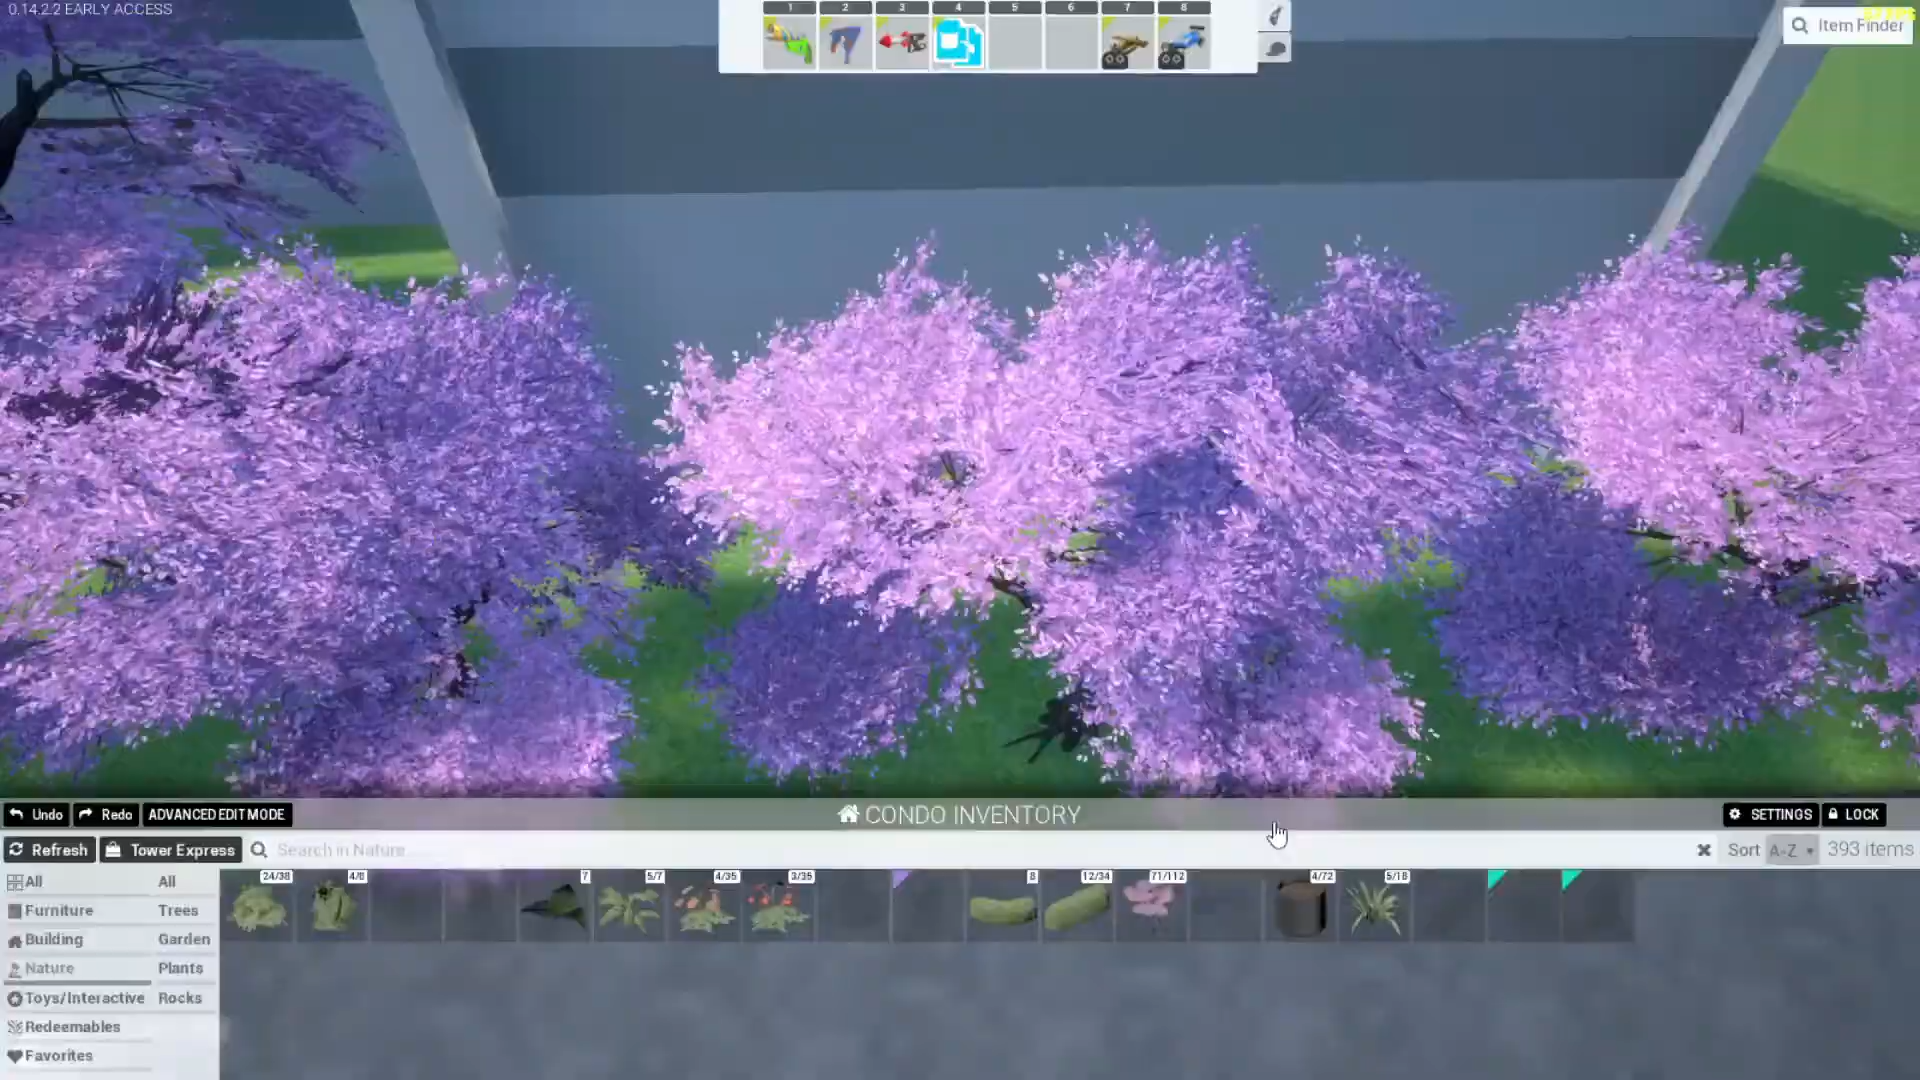 0.14.2.2 EARLY ACCESS
1 2 3 4 5 6 7 8
Item Finder
Undo Redo ADVANCED EDIT MODE
CONDO INVENTORY
SETTINGS LOCK
Refresh Tower Express Search in Nature
Sort A-Z 393 items
24/38 4/8 7 5/7 4/35 3/35 8 12/34 71/112 4/72 5/18
All All
Furniture Trees
Building Garden
Nature Plants
Toys/Interactive Rocks
Redeemables
Favorites